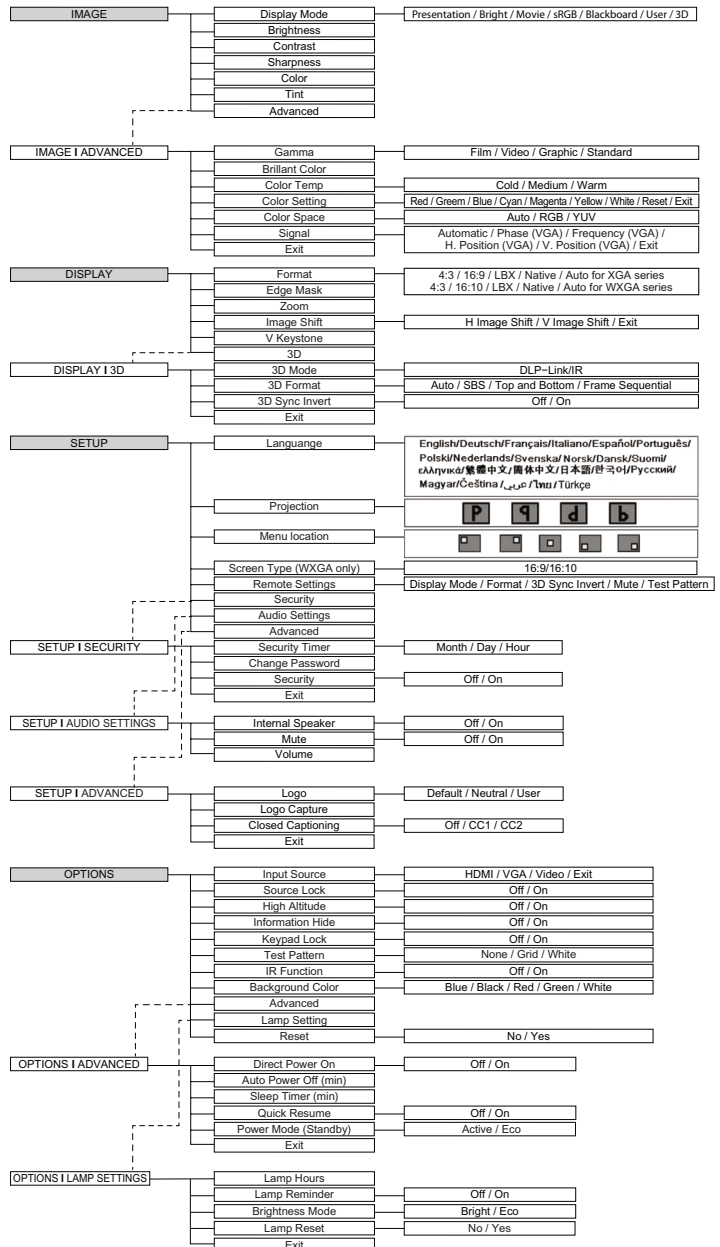 IMAGE
Display Mode
Presentation / Bright / Movie / sRGB / Blackboard / User / 3D
Brightness
Contrast
Sharpness
Color
Tint
Advanced
IMAGE I ADVANCED
Gamma
Film / Video / Graphic / Standard
Brillant Color
Color Temp
Cold / Medium / Warm
Color Setting
Red / Greem / Blue / Cyan / Magenta / Yellow / White / Reset / Exit
Color Space
Auto / RGB / YUV
Signal
Automatic / Phase (VGA) / Frequency (VGA) /
H. Position (VGA) / V. Position (VGA) / Exit
Exit
DISPLAY
Format
4:3 / 16:9 / LBX / Native / Auto for XGA series
4:3 / 16:10 / LBX / Native / Auto for WXGA series
Edge Mask
Zoom
Image Shift
H Image Shift / V Image Shift / Exit
V Keystone
3D
DISPLAY I 3D
3D Mode
DLP-Link/IR
3D Format
Auto / SBS / Top and Bottom / Frame Sequential
3D Sync Invert
Off / On
Exit
SETUP
Languange
English/Deutsch/Français/Italiano/Español/Português/
Polski/Nederlands/Svenska/Norsk/Dansk/Suomi/
ελληνικά/繁體中文/簡体中文/日本語/한국어/Русский/
Magyar/Čeština/عربي/ไทย/Türkçe
Projection
P P P P
Menu location
Screen Type (WXGA only)
16:9/16:10
Remote Settings
Display Mode / Format / 3D Sync Invert / Mute / Test Pattern
Security
Audio Settings
Advanced
SETUP I SECURITY
Security Timer
Month / Day / Hour
Change Password
Security
Off / On
Exit
SETUP I AUDIO SETTINGS
Internal Speaker
Off / On
Mute
Off / On
Volume
SETUP I ADVANCED
Logo
Default / Neutral / User
Logo Capture
Closed Captioning
Off / CC1 / CC2
Exit
OPTIONS
Input Source
HDMI / VGA / Video / Exit
Source Lock
Off / On
High Altitude
Off / On
Information Hide
Off / On
Keypad Lock
Off / On
Test Pattern
None / Grid / White
IR Function
Off / On
Background Color
Blue / Black / Red / Green / White
Advanced
Lamp Setting
Reset
No / Yes
OPTIONS I ADVANCED
Direct Power On
Off / On
Auto Power Off (min)
Sleep Timer (min)
Quick Resume
Off / On
Power Mode (Standby)
Active / Eco
Exit
OPTIONS I LAMP SETTINGS
Lamp Hours
Lamp Reminder
Off / On
Brightness Mode
Bright / Eco
Lamp Reset
No / Yes
Exit